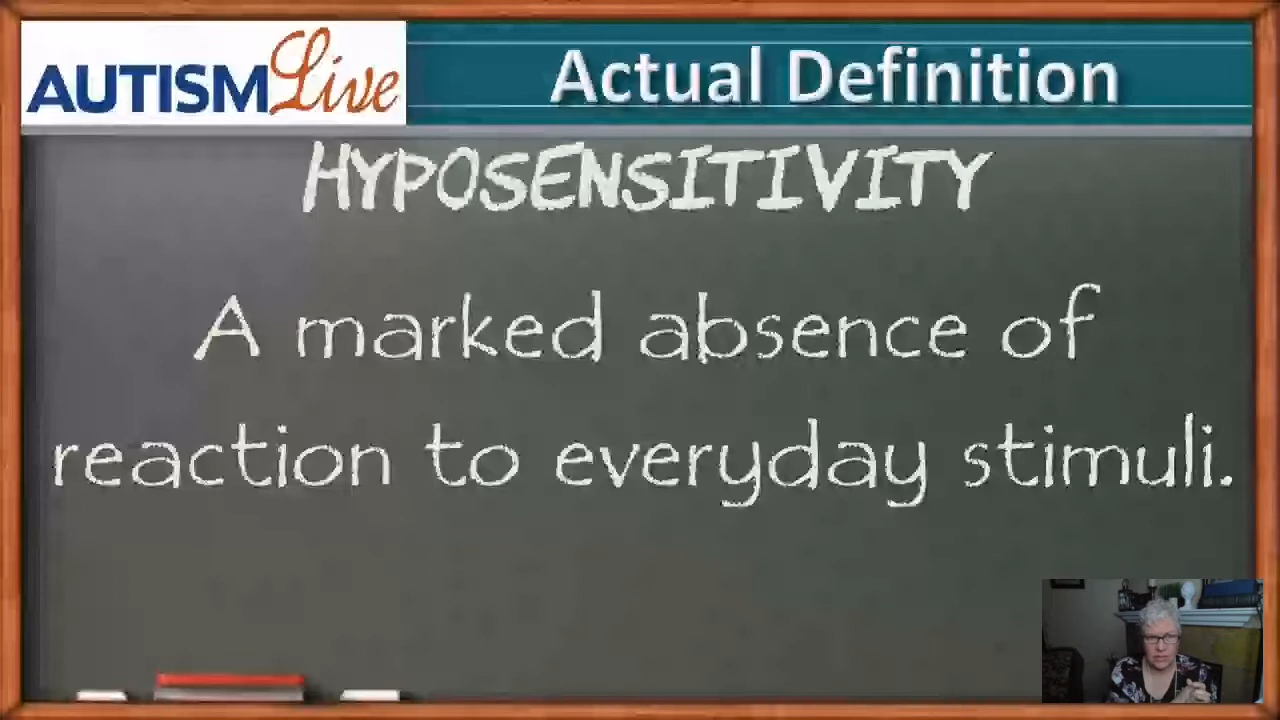 AUTISM Live
Actual Definition
HYPOSENSITIVITY
A marked absence of
reaction to everyday stimuli.